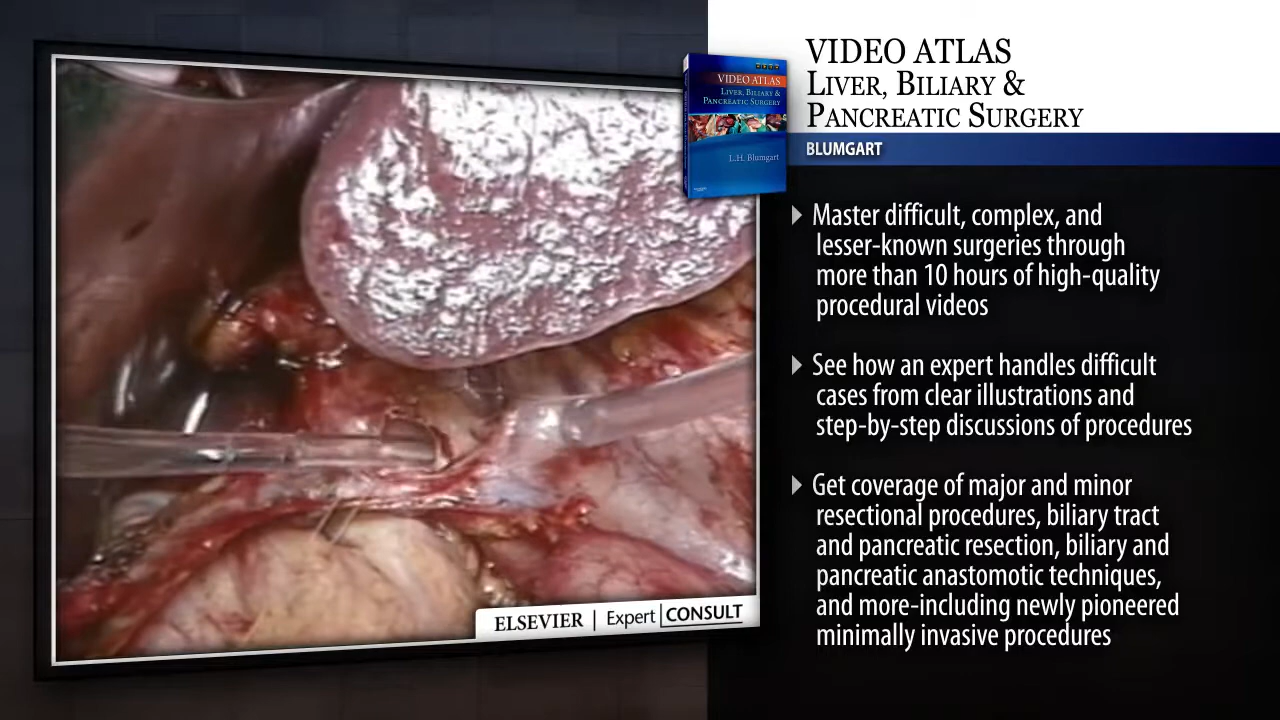 VIDEO ATLAS
LIVER, BILIARY &
PANCREATIC SURGERY
BLUMGART
VIDEO ATLAS
LIVER, BILIARY &
PANCREATIC SURGERY
L.H. Blumgart
Master difficult, complex, and
lesser-known surgeries through
more than 10 hours of high-quality
procedural videos
See how an expert handles difficult
cases from clear illustrations and
step-by-step discussions of procedures
Get coverage of major and minor
resectional procedures, biliary tract
and pancreatic resection, biliary and
pancreatic anastomotic techniques,
and more-including newly pioneered
minimally invasive procedures
ELSEVIER | Expert CONSULT